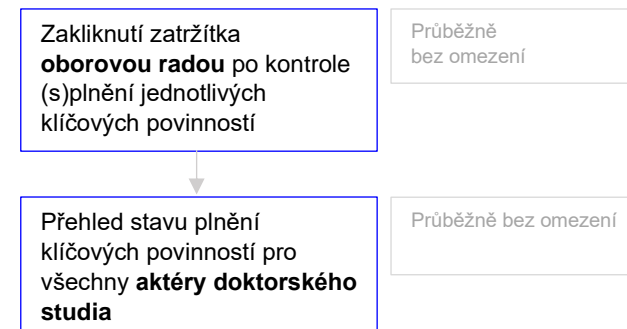 Zakliknutí zatržítka
oborovou radou po kontrole
(s)plnění jednotlivých
klíčových povinností
Průběžně
bez omezení
Přehled stavu plnění
klíčových povinností pro
všechny aktéry doktorského
studia
Průběžně bez omezení